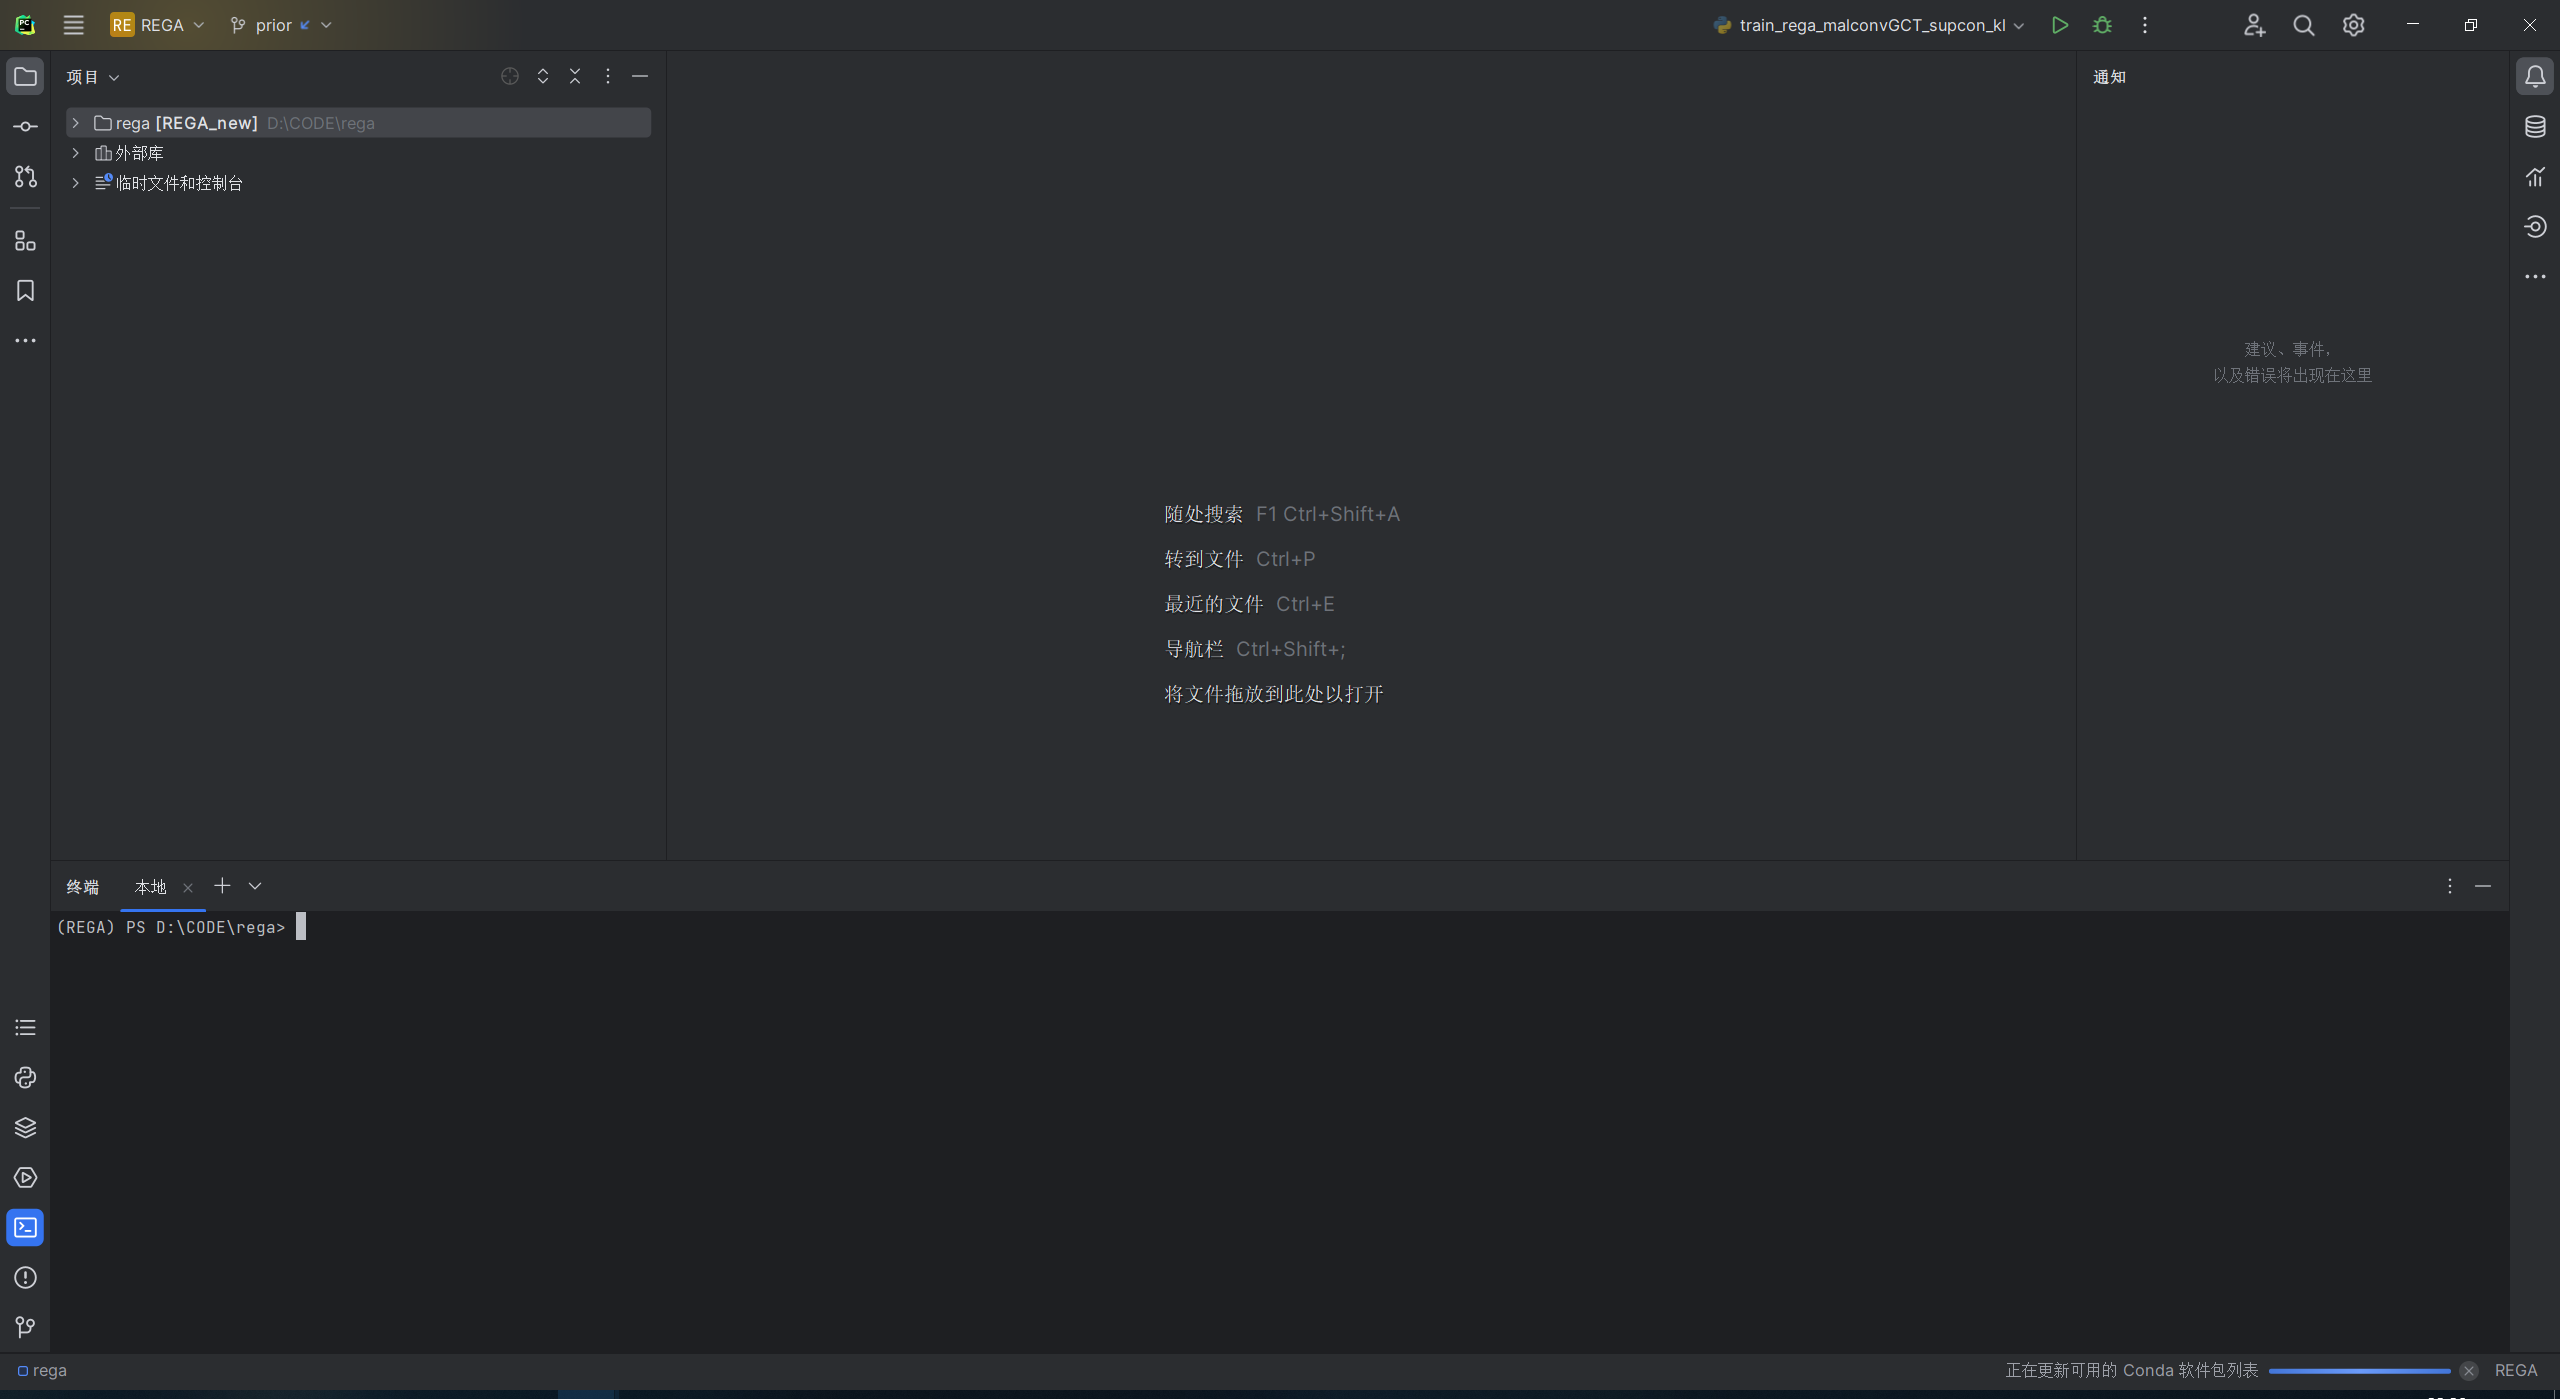 RE REGA prior train_rega_malconvGCT_supcon_kl
项目
通知
rega [REGA_new] D:\CODE\rega
外部库
临时文件和控制台
建议、事件,
以及错误将出现在这里
随处搜索 F1 Ctrl+Shift+A
转到文件 Ctrl+P
最近的文件 Ctrl+E
导航栏 Ctrl+Shift+;
将文件拖放到此处以打开
终端 本地
(REGA) PS D:\CODE\rega>
rega 正在更新可用的 Conda 软件包列表 REGA